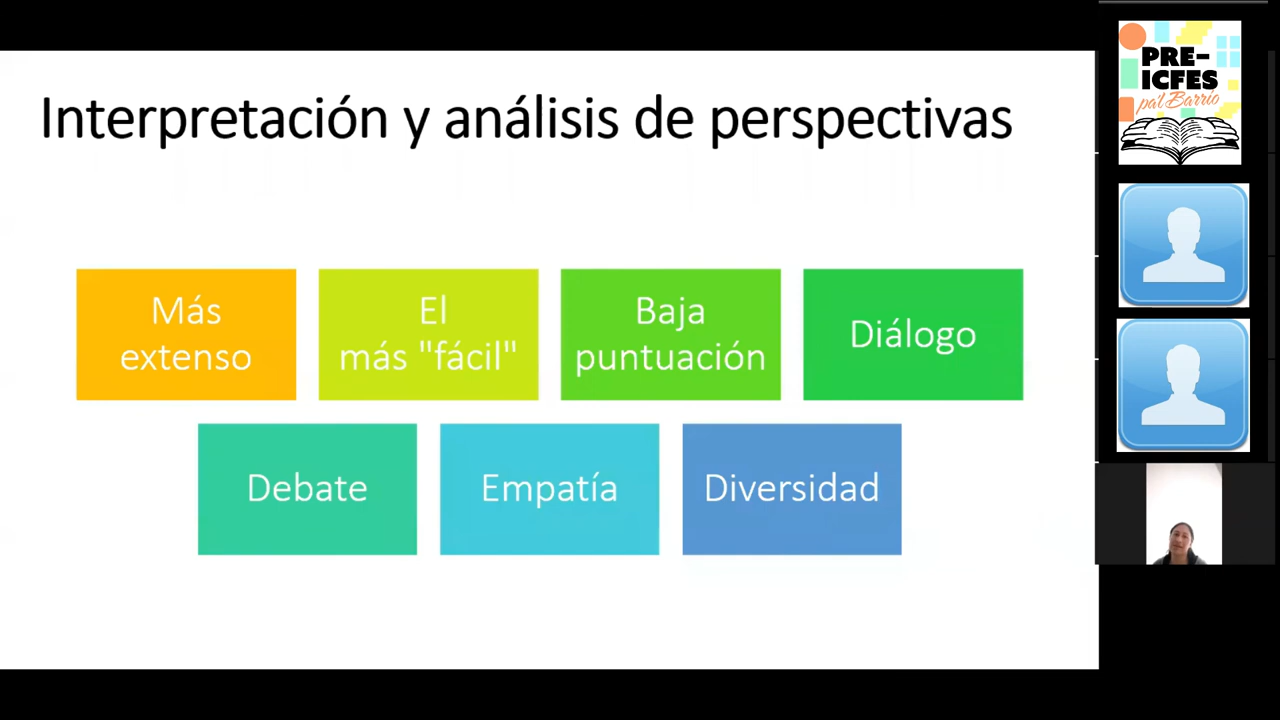 Interpretación y análisis de perspectivas
Más
extenso
El
más "fácil"
Baja
puntuación
Diálogo
Debate
Empatía
Diversidad
PRE-
ICFES
pa'l Barrio